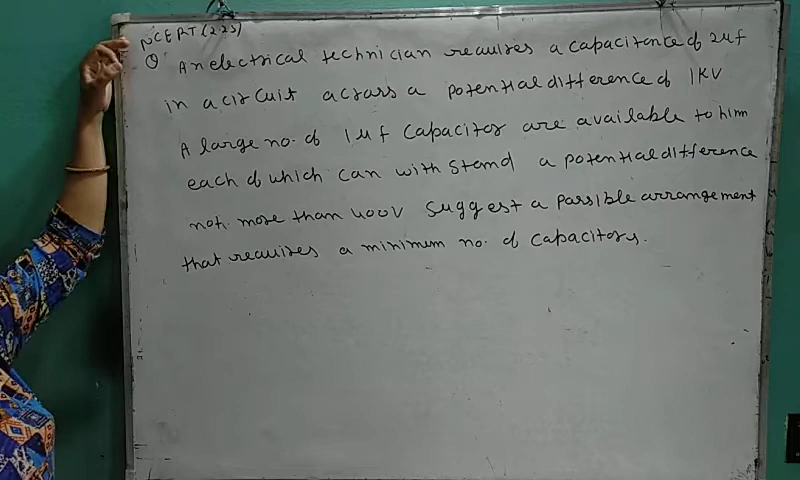 NCERT (2.25)
Q An electrical technician requires a capacitance of 2uf
in a circuit across a potential difference of 1KV
A large no. of 1uf Capacitor are available to him
each of which can with stand a potential difference
not more than 400V Suggest a possible arrangement
that requires a minimum no. of Capacitors.